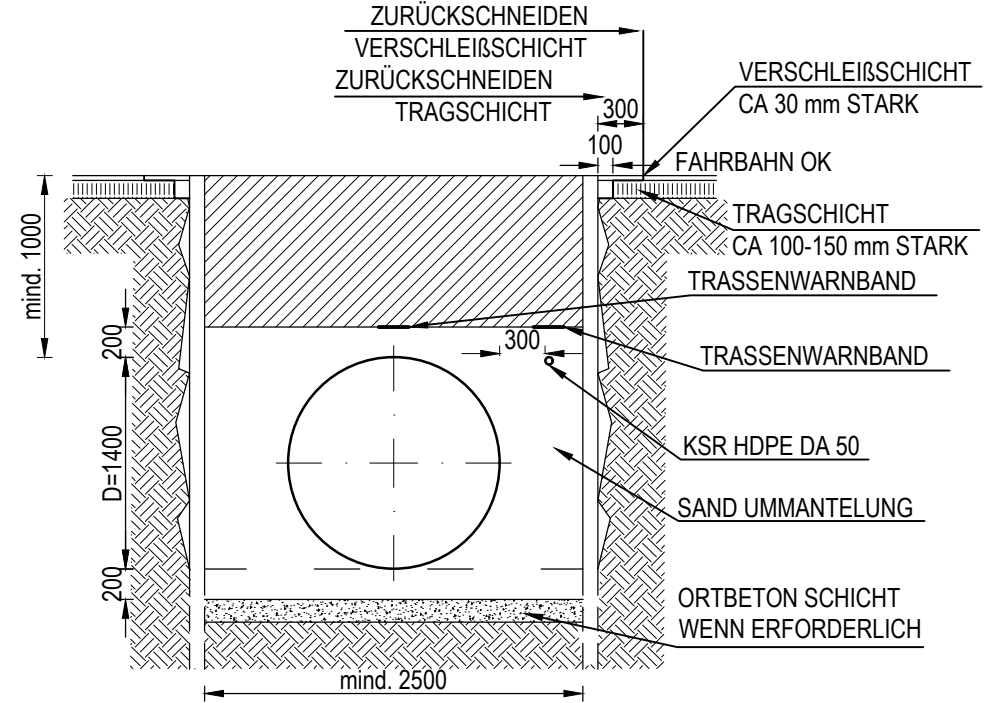 ZURÜCKSCHNEIDEN
VERSCHLEIßSCHICHT
ZURÜCKSCHNEIDEN
TRAGSCHICHT
VERSCHLEIßSCHICHT
CA 30 mm STARK
300
100
FAHRBAHN OK
TRAGSCHICHT
CA 100-150 mm STARK
mind. 1000
TRASSENWARNBAND
200
300
TRASSENWARNBAND
KSR HDPE DA 50
D=1400
SAND UMMANTELUNG
200
ORTBETON SCHICHT
WENN ERFORDERLICH
mind. 2500